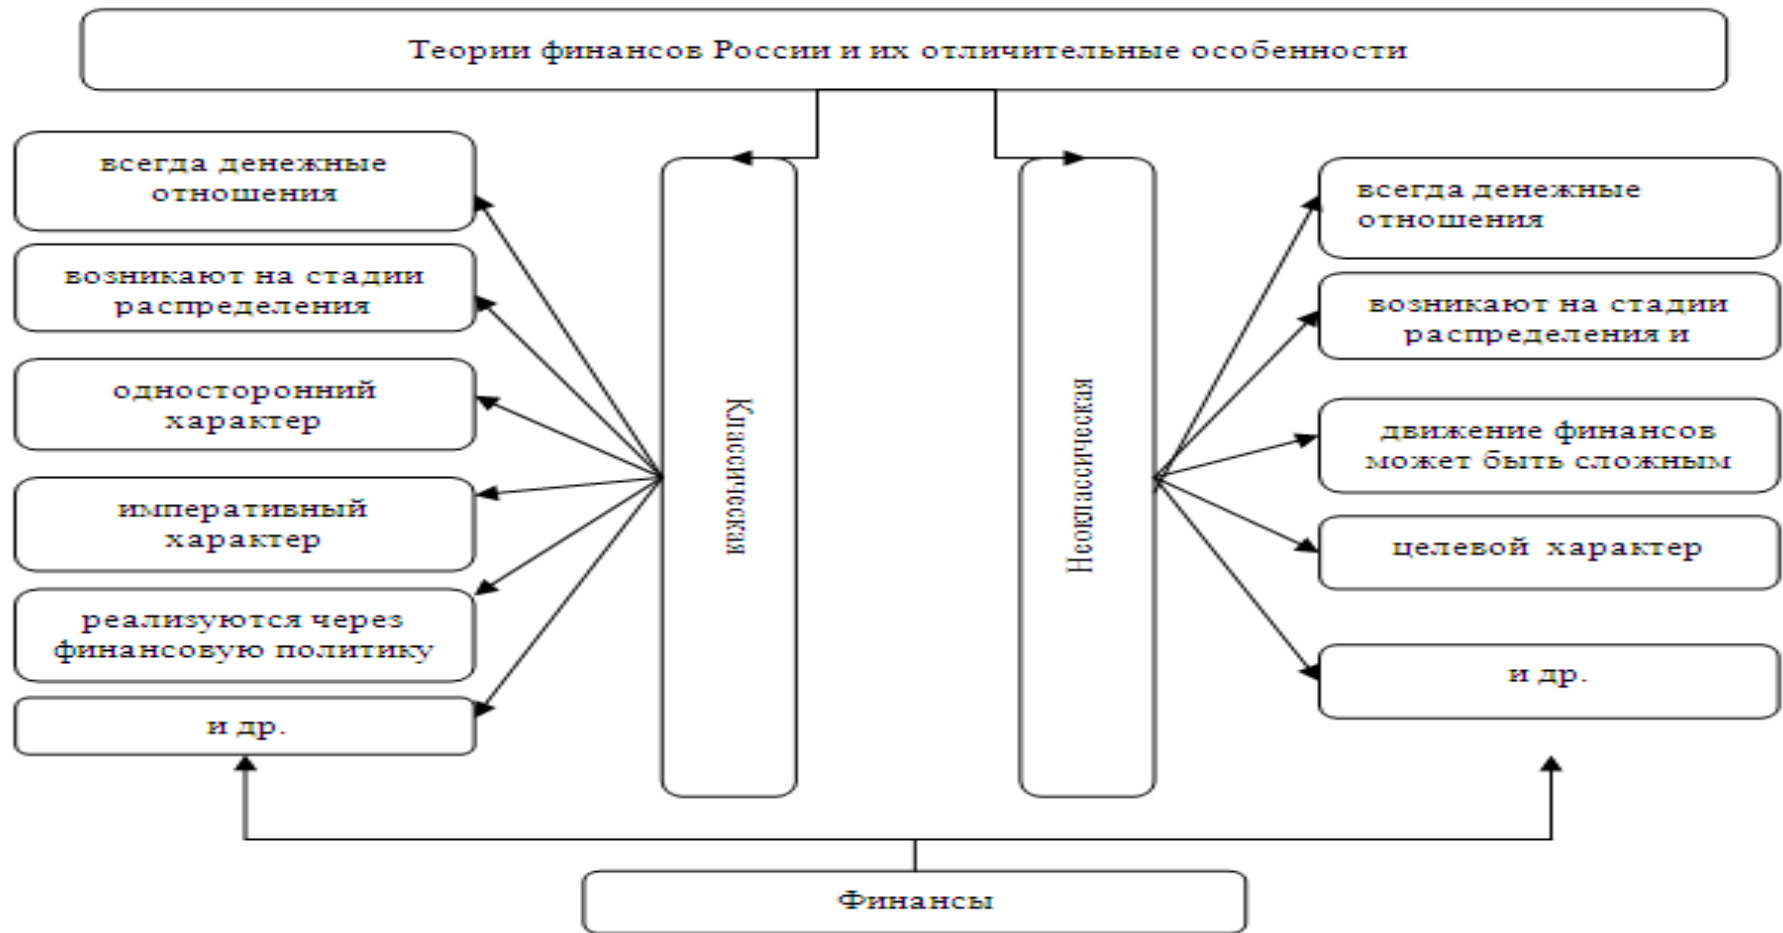 Теории финансов России и их отличительные особенности
всегда денежные
отношения
возникают на стадии
распределения
односторонний
характер
императивный
характер
реализуются через
финансовую политику
и др.
Классическая
Неоклассическая
всегда денежные
отношения
возникают на стадии
распределения и
движение финансов
может быть сложным
целевой характер
и др.
Финансы